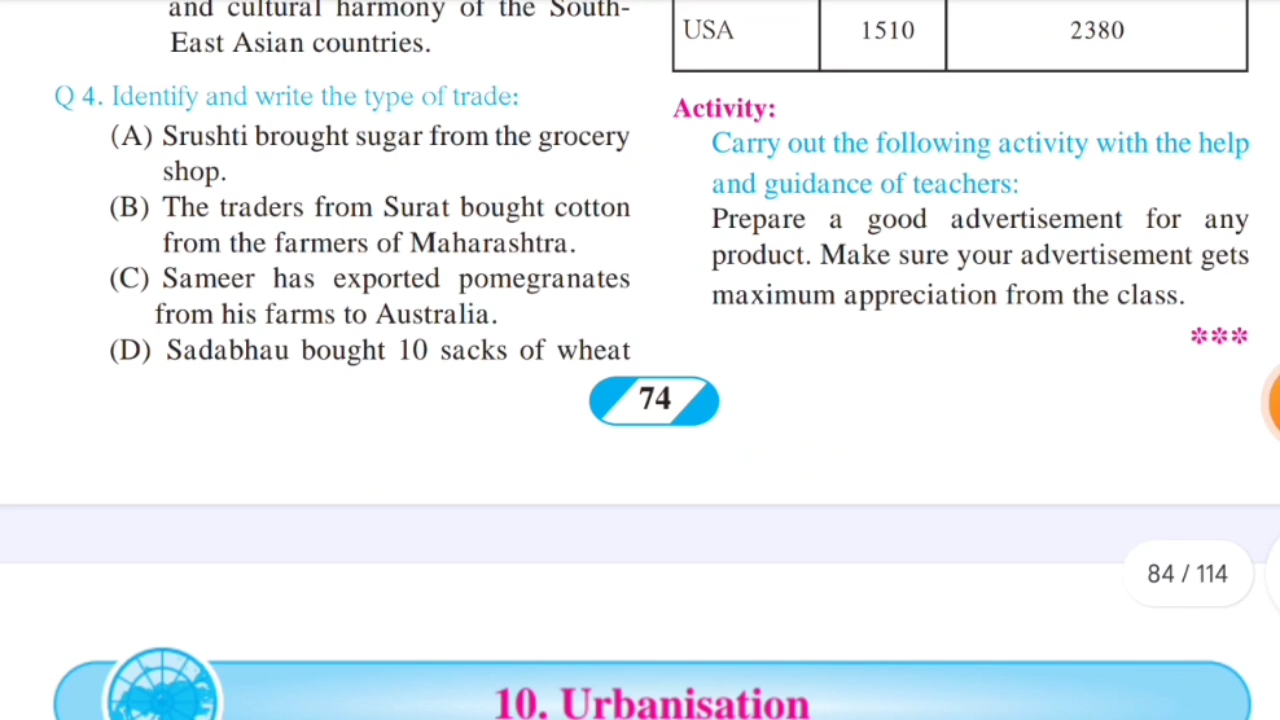 and cultural harmony of the South-
East Asian countries.
Q 4. Identify and write the type of trade:
(A) Srushti brought sugar from the grocery
shop.
(B) The traders from Surat bought cotton
from the farmers of Maharashtra.
(C) Sameer has exported pomegranates
from his farms to Australia.
(D) Sadabhau bought 10 sacks of wheat
USA 1510 2380
Activity:
Carry out the following activity with the help
and guidance of teachers:
Prepare a good advertisement for any
product. Make sure your advertisement gets
maximum appreciation from the class.
***
74
84 / 114
10. Urbanisation